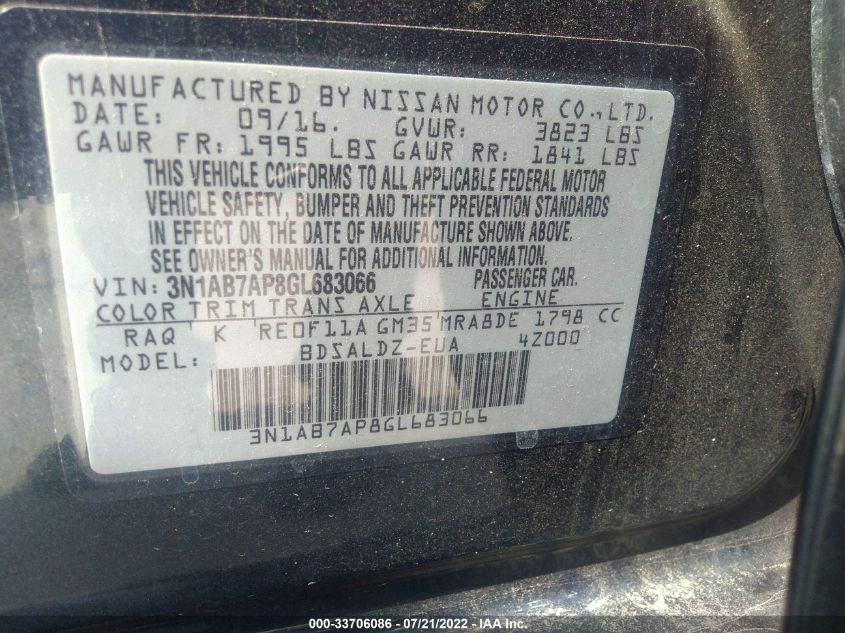 MANUFACTURED BY NISSAN MOTOR CO., LTD.
DATE: 09/16. GVWR: 3823 LBS
GAWR FR: 1995 LBS GAWR RR: 1841 LBS
THIS VEHICLE CONFORMS TO ALL APPLICABLE FEDERAL MOTOR
VEHICLE SAFETY, BUMPER AND THEFT PREVENTION STANDARDS
IN EFFECT ON THE DATE OF MANUFACTURE SHOWN ABOVE.
SEE OWNER'S MANUAL FOR ADDITIONAL INFORMATION.
VIN: 3N1AB7AP8GL683066 PASSENGER CAR.
COLOR TRIM TRANS AXLE ENGINE
RAQ K RE0F11A GM35 MRA8DE 1798 CC
MODEL: BDSALDZ-EUA 4Z000
3N1AB7AP8GL683066
000-33706086 - 07/21/2022 - IAAI.COM